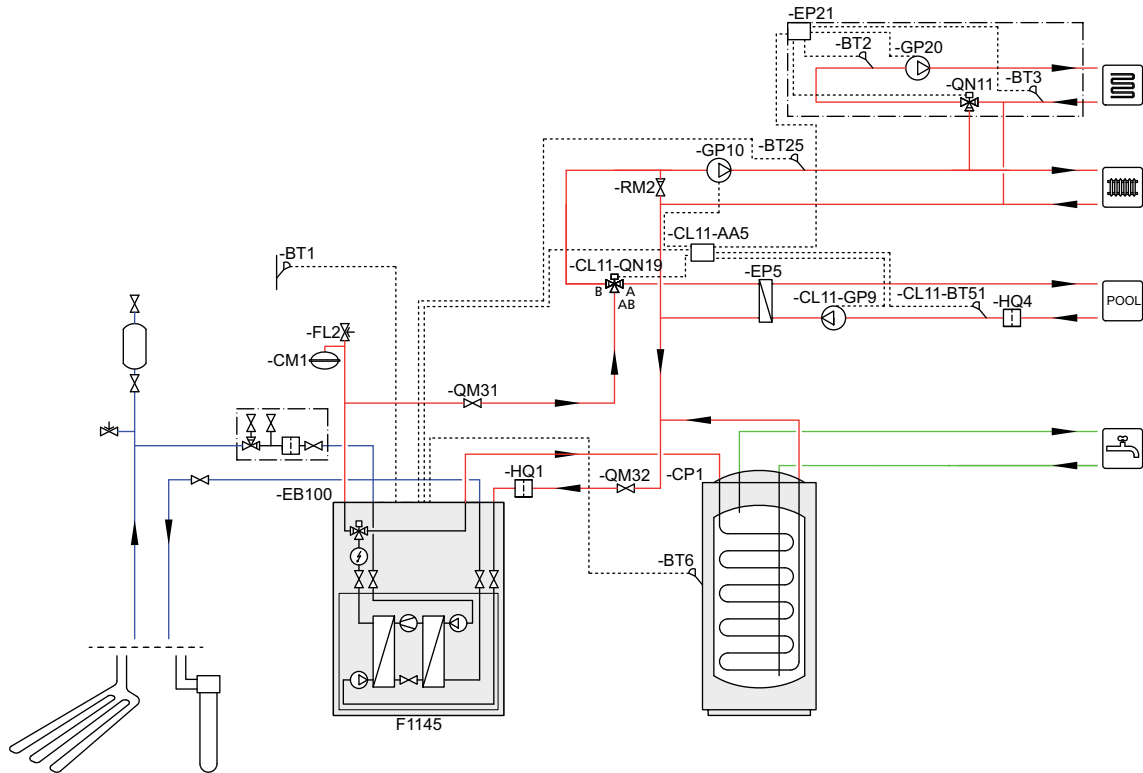 -EP21
-BT2
-GP20
-BT3
-QN11
-GP10
-BT25
-RM2
-CL11-AA5
-BT1
-CL11-QN19
-EP5
B
A
AB
-CL11-GP9
-CL11-BT51
-HQ4
POOL
-FL2
-CM1
-QM31
-HQ1
-QM32
-CP1
-EB100
-BT6
F1145